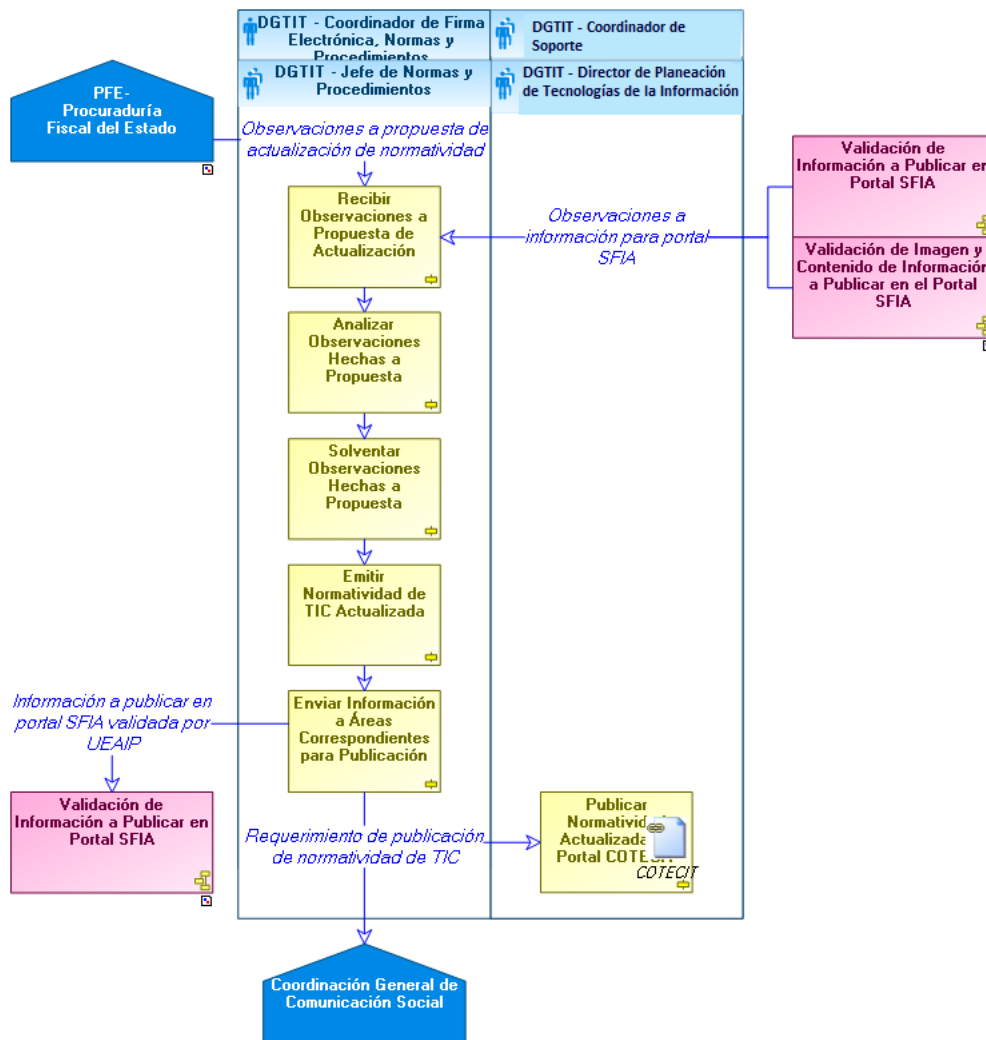 DGTIT - Coordinador de Firma
Electrónica, Normas y
Procedimientos
DGTIT - Coordinador de
Soporte
DGTIT - Jefe de Normas y
Procedimientos
DGTIT - Director de Planeación
de Tecnologías de la Información
PFE-
Procuraduría
Fiscal del Estado
Observaciones a propuesta de
actualización de normatividad
Validación de
Información a Publicar en
Portal SFIA
Recibir
Observaciones a
Propuesta de
Actualización
Observaciones a
información para portal
SFIA
Validación de Imagen y
Contenido de Información
a Publicar en el Portal
SFIA
Analizar
Observaciones
Hechas a
Propuesta
Solventar
Observaciones
Hechas a
Propuesta
Emitir
Normatividad de
TIC Actualizada
Información a publicar en
portal SFIA validada por
UEAIP
Enviar Información
a Áreas
Correspondientes
para Publicación
Validación de
Información a Publicar en
Portal SFIA
Requerimiento de publicación
de normatividad de TIC
Publicar
Normativid
Actualizada
Portal COTECIT
COTECIT
Coordinación General de
Comunicación Social